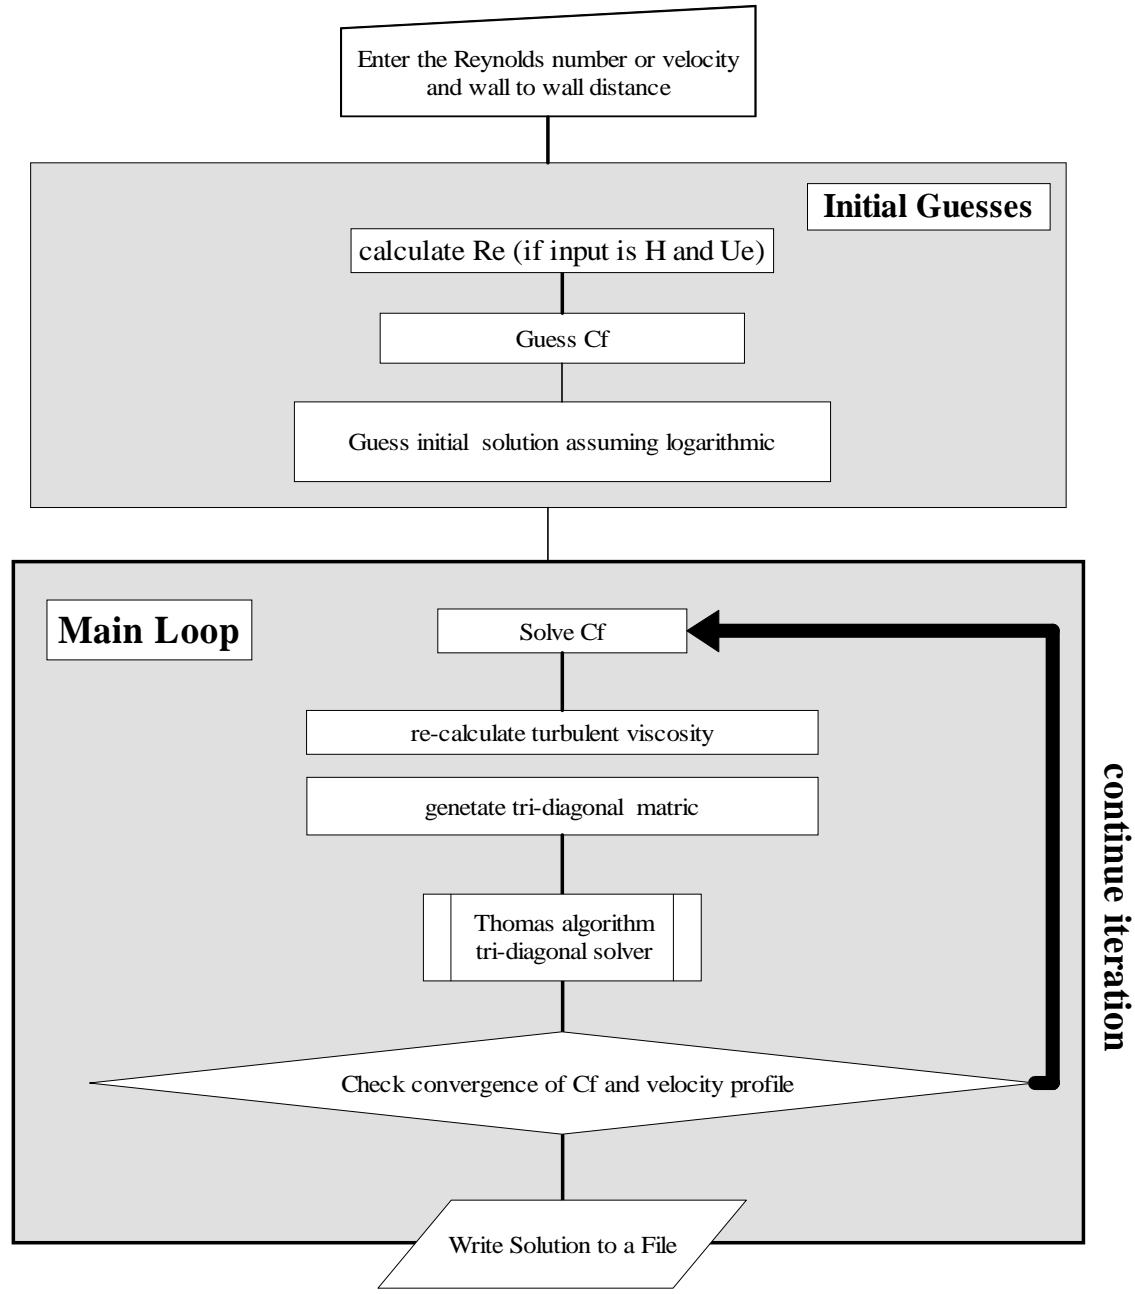 Enter the Reynolds number or velocity
and wall to wall distance
Initial Guesses
calculate Re (if input is H and Ue)
Guess Cf
Guess initial solution assuming logarithmic
Main Loop
Solve Cf
re-calculate turbulent viscosity
genetate tri-diagonal matric
Thomas algorithm
tri-diagonal solver
continue iteration
Check convergence of Cf and velocity profile
Write Solution to a File